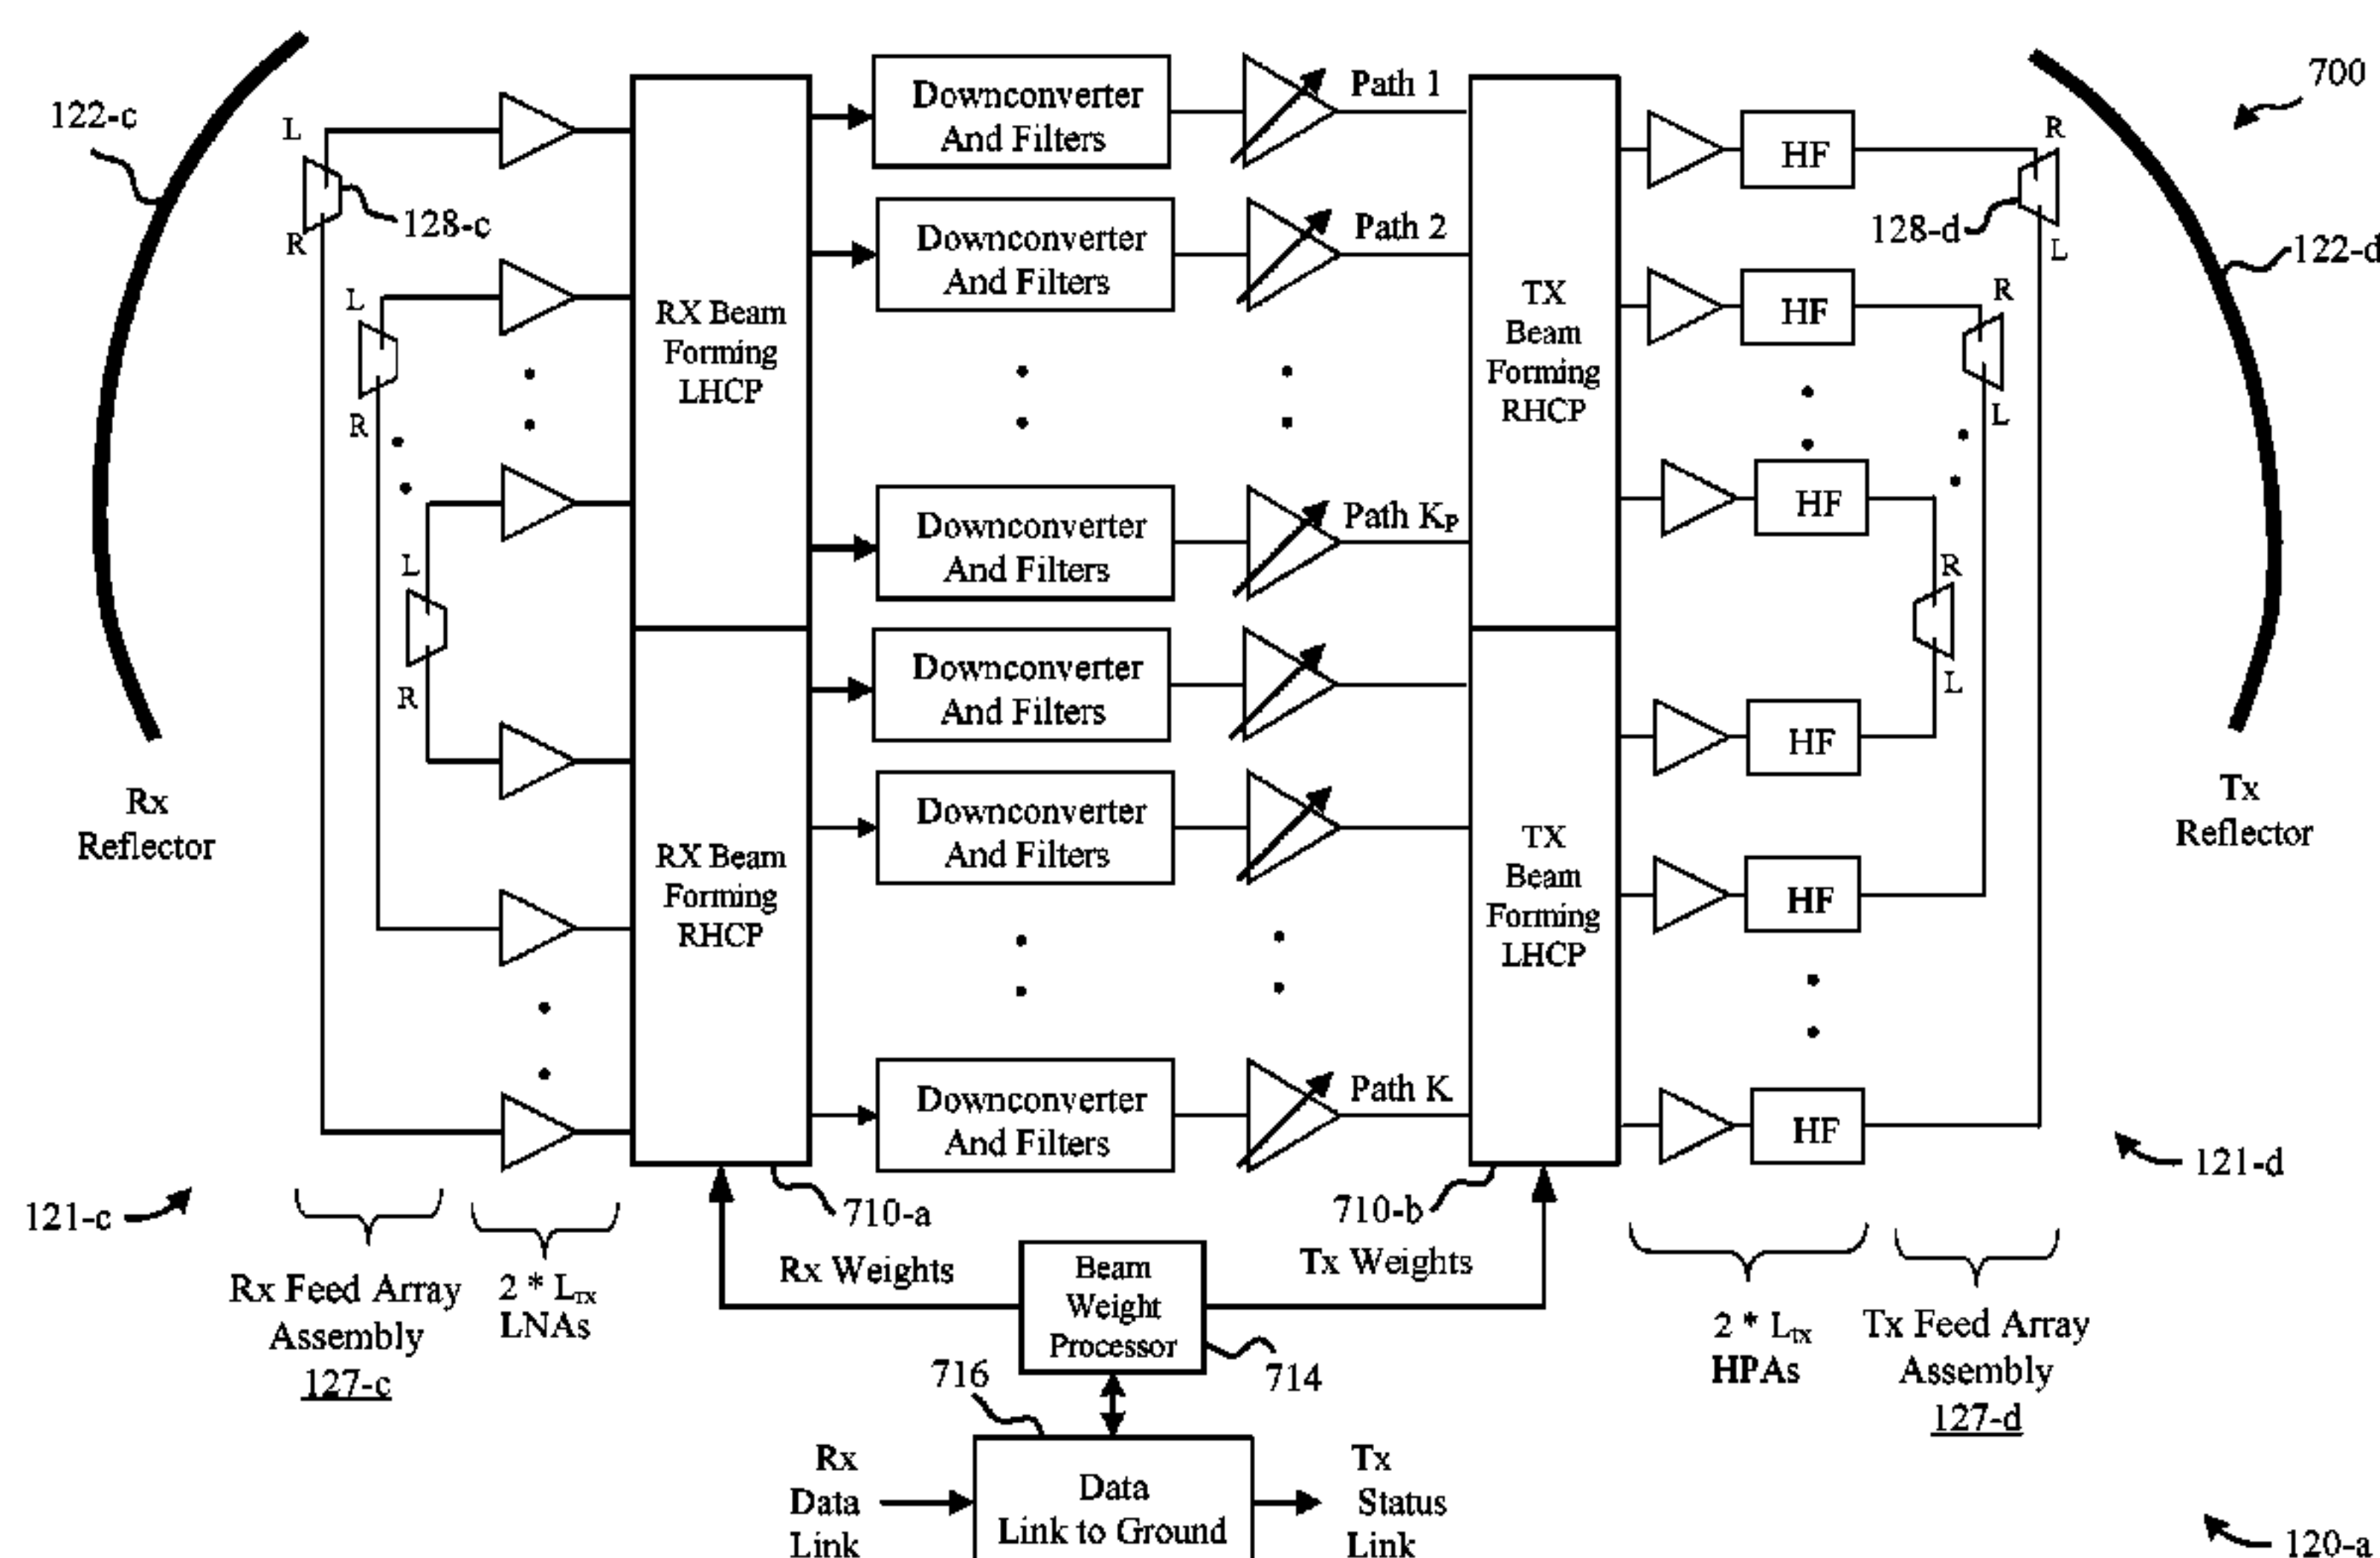 700
122-c
L
R
128-c
L
R
L
R
Rx
Reflector
RX Beam
Forming
LHCP
RX Beam
Forming
RHCP
Downconverter
And Filters
Path 1
Downconverter
And Filters
Path 2
Downconverter
And Filters
Path KP
Downconverter
And Filters
Downconverter
And Filters
Downconverter
And Filters
Path K
TX
Beam
Forming
RHCP
TX
Beam
Forming
LHCP
HF
HF
HF
HF
HF
HF
R
128-d
L
122-d
R
L
R
L
Tx
Reflector
121-c
121-d
710-a
710-b
Rx Weights
Tx Weights
Rx Feed Array
Assembly
127-c
2 * Lrx
LNAs
Beam
Weight
Processor
714
716
2 * Ltx
HPAs
Tx Feed Array
Assembly
127-d
Rx
Data
Link
Data
Link to Ground
Tx
Status
Link
120-a